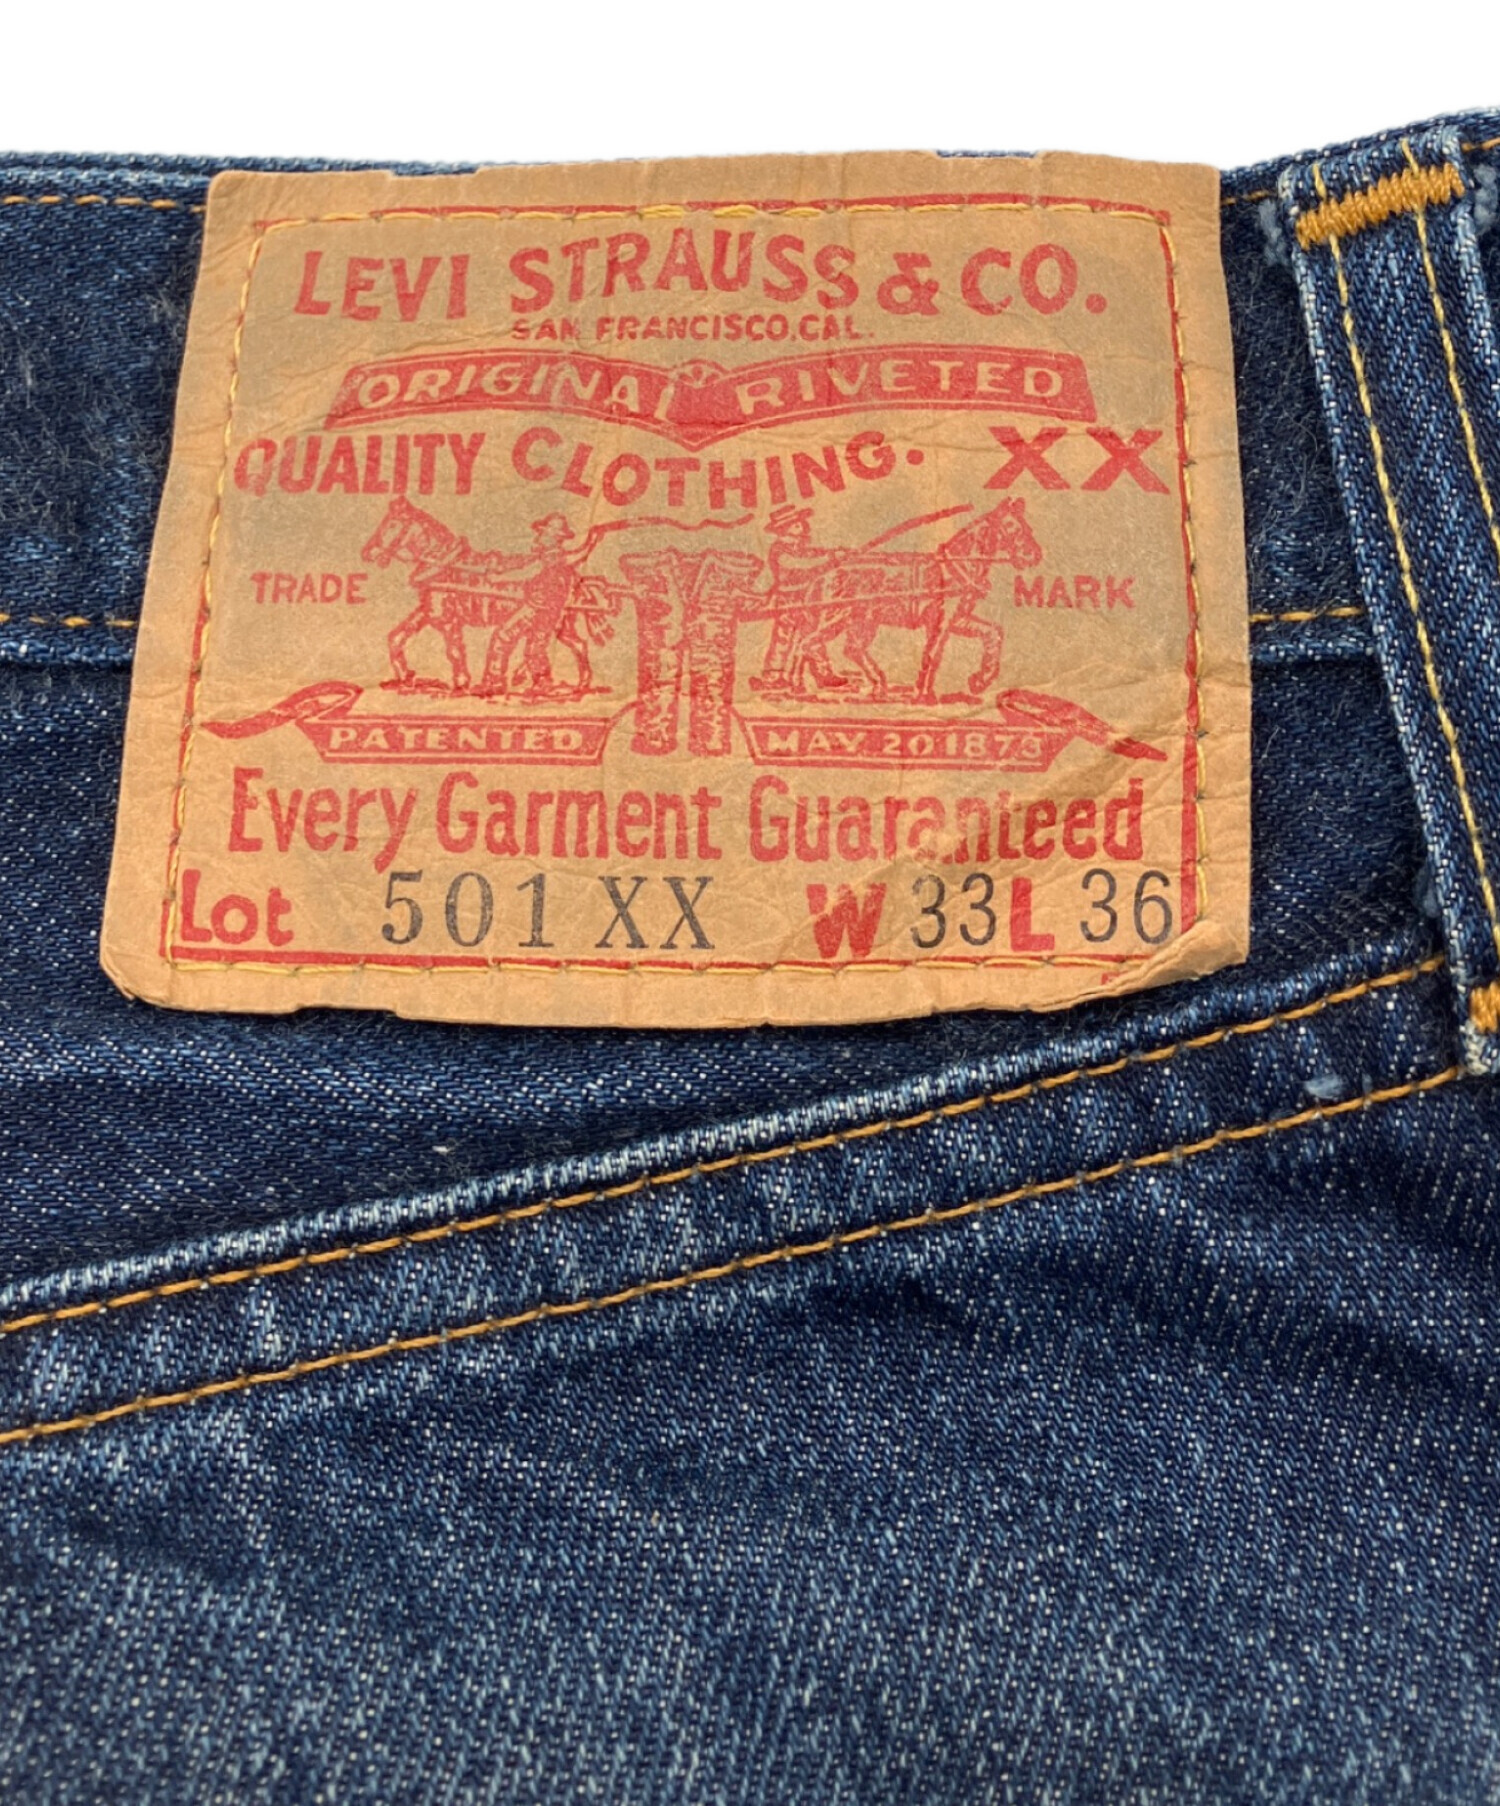 LEVI STRAUSS & CO.
SAN FRANCISCO, CAL.
ORIGINAL RIVETED
QUALITY CLOTHING. XX
TRADE MARK
PATENTED MAY 20 1873
Every Garment Guaranteed
Lot 501 XX W 33 L 36